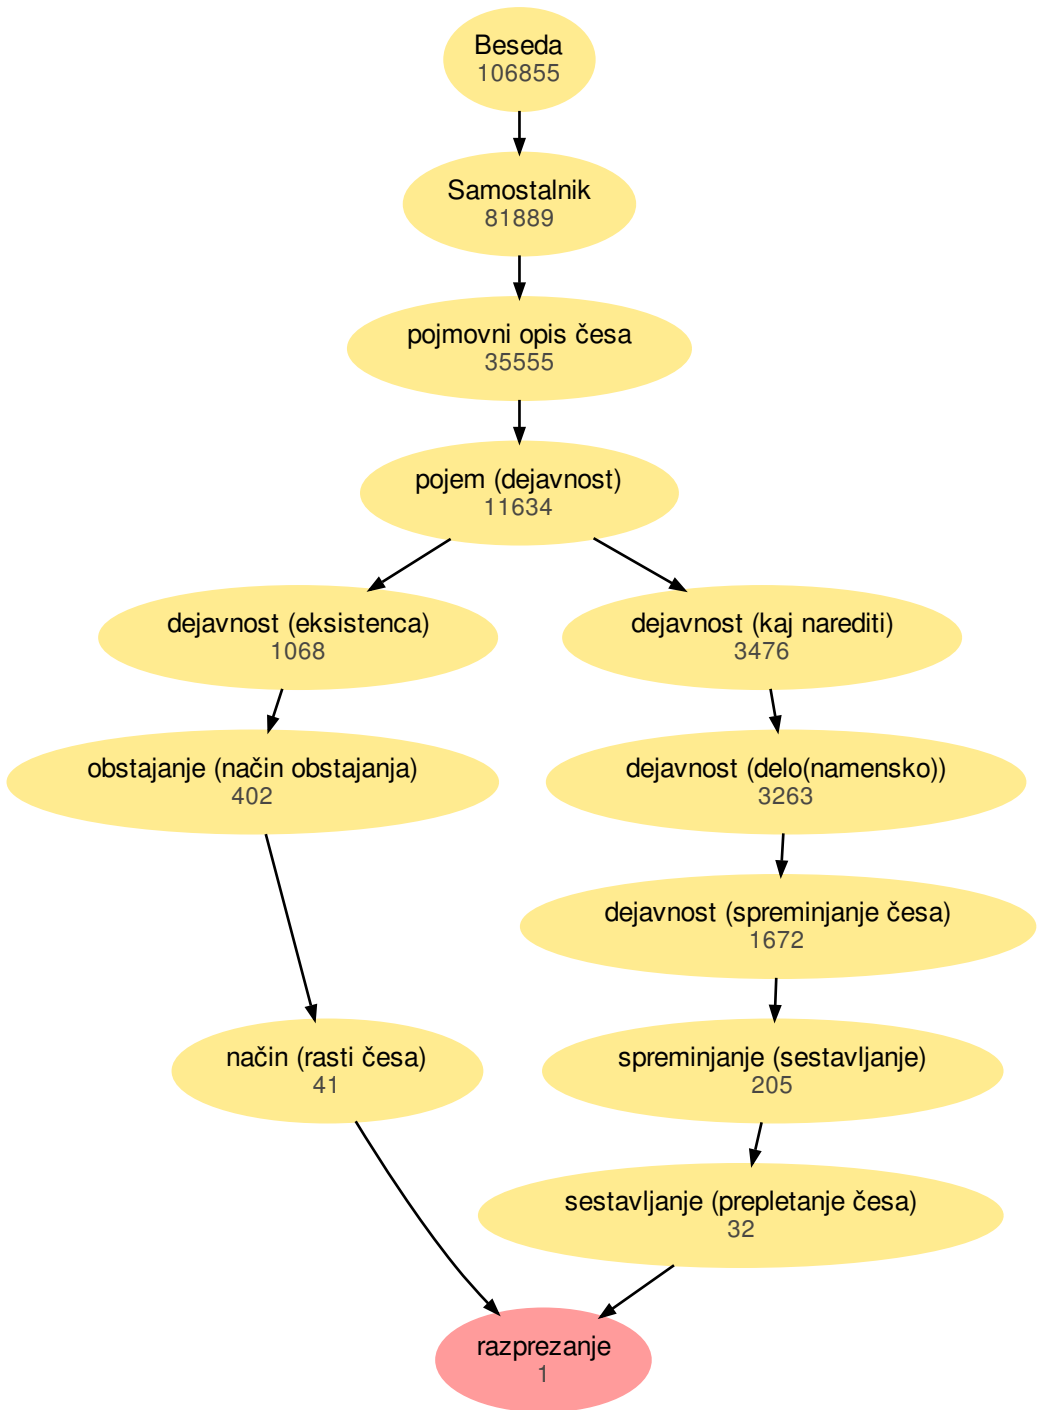 Beseda
106855
Samostalnik
81889
pojmovni opis česa
35555
pojem (dejavnost)
11634
dejavnost (eksistenca)
1068
dejavnost (kaj narediti)
3476
obstajanje (način obstajanja)
402
dejavnost (delo(namensko))
3263
dejavnost (spreminjanje česa)
1672
način (rasti česa)
41
spreminjanje (sestavljanje)
205
sestavljanje (prepletanje česa)
32
razprezanje
1